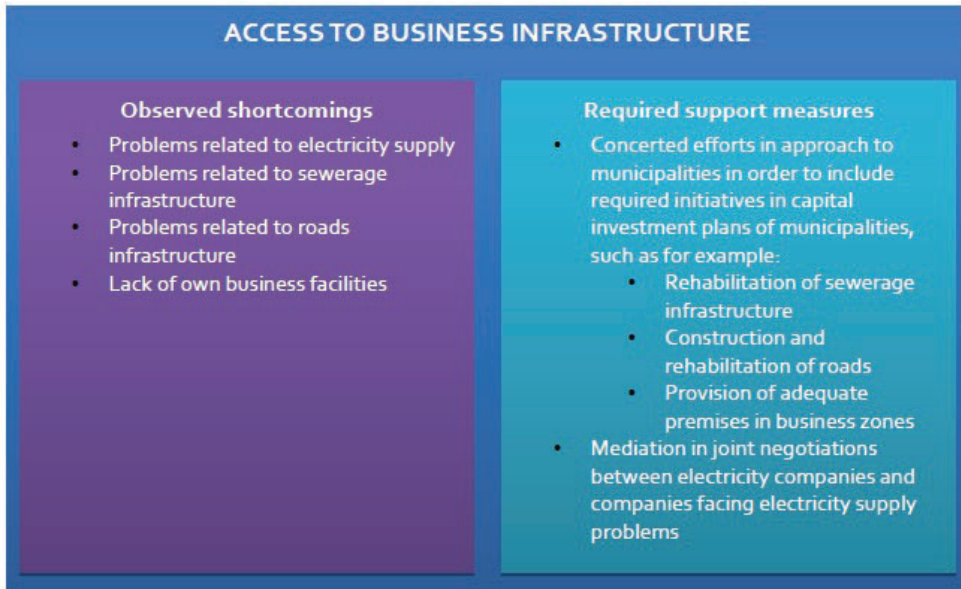 ACCESS TO BUSINESS INFRASTRUCTURE
Observed shortcomings
• Problems related to electricity supply
• Problems related to sewerage
infrastructure
• Problems related to roads
infrastructure
• Lack of own business facilities
Required support measures
• Concerted efforts in approach to
municipalities in order to include
required initiatives in capital
investment plans of municipalities,
such as for example:
• Rehabilitation of sewerage
infrastructure
• Construction and
rehabilitation of roads
• Provision of adequate
premises in business zones
• Mediation in joint negotiations
between electricity companies and
companies facing electricity supply
problems